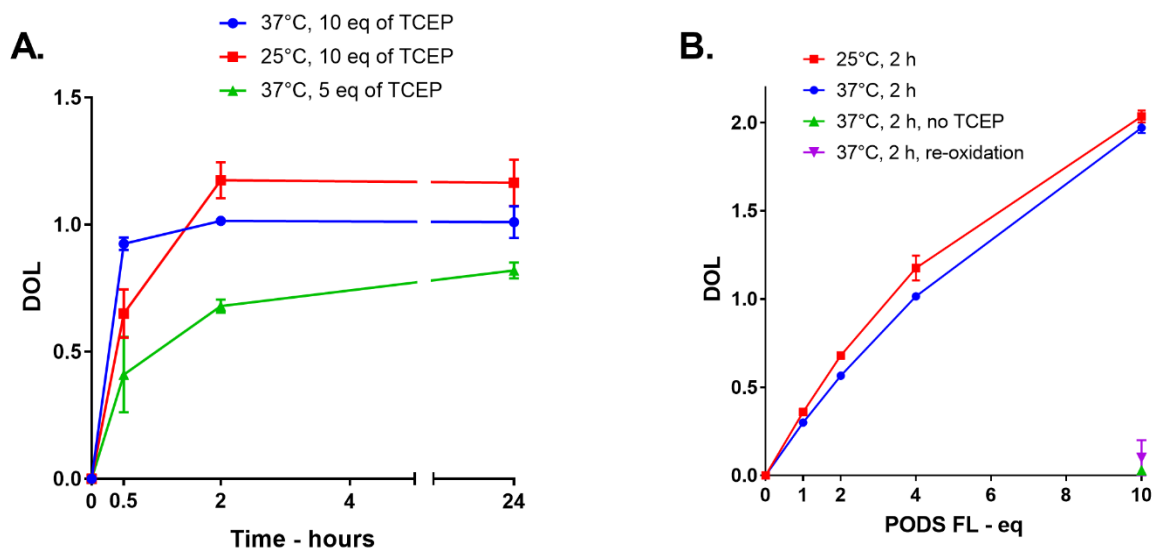 A.
37°C, 10 eq of TCEP
25°C, 10 eq of TCEP
37°C, 5 eq of TCEP
1.5
1.0
0.5
0.0
DOL
0 0.5 2 4 24
Time - hours
B.
25°C, 2 h
37°C, 2 h
37°C, 2 h, no TCEP
37°C, 2 h, re-oxidation
2.0
1.5
1.0
0.5
0.0
DOL
0 1 2 4 6 8 10
PODS FL - eq